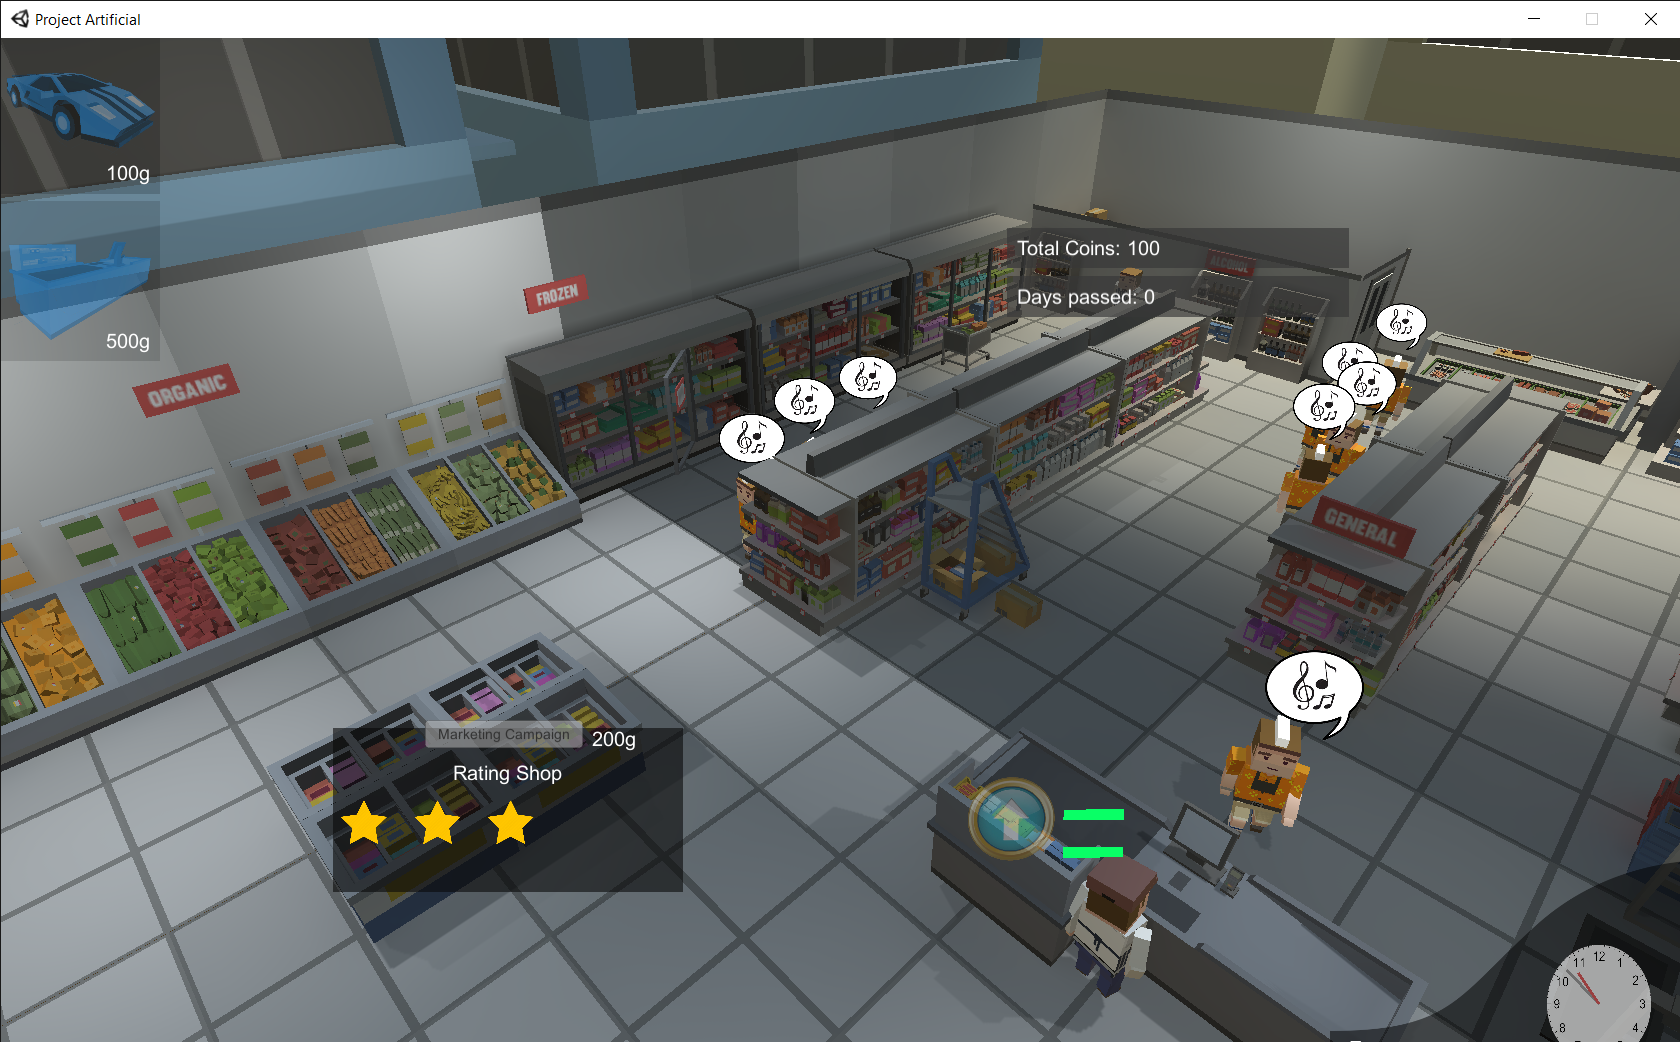 Project Artificial
100g
500g
Total Coins: 100
Days passed: 0
ALCOHOL
FROZEN
ORGANIC
GENERAL
Marketing Campaign
200g
Rating Shop
11 12 1
10 2
9 3
8 4